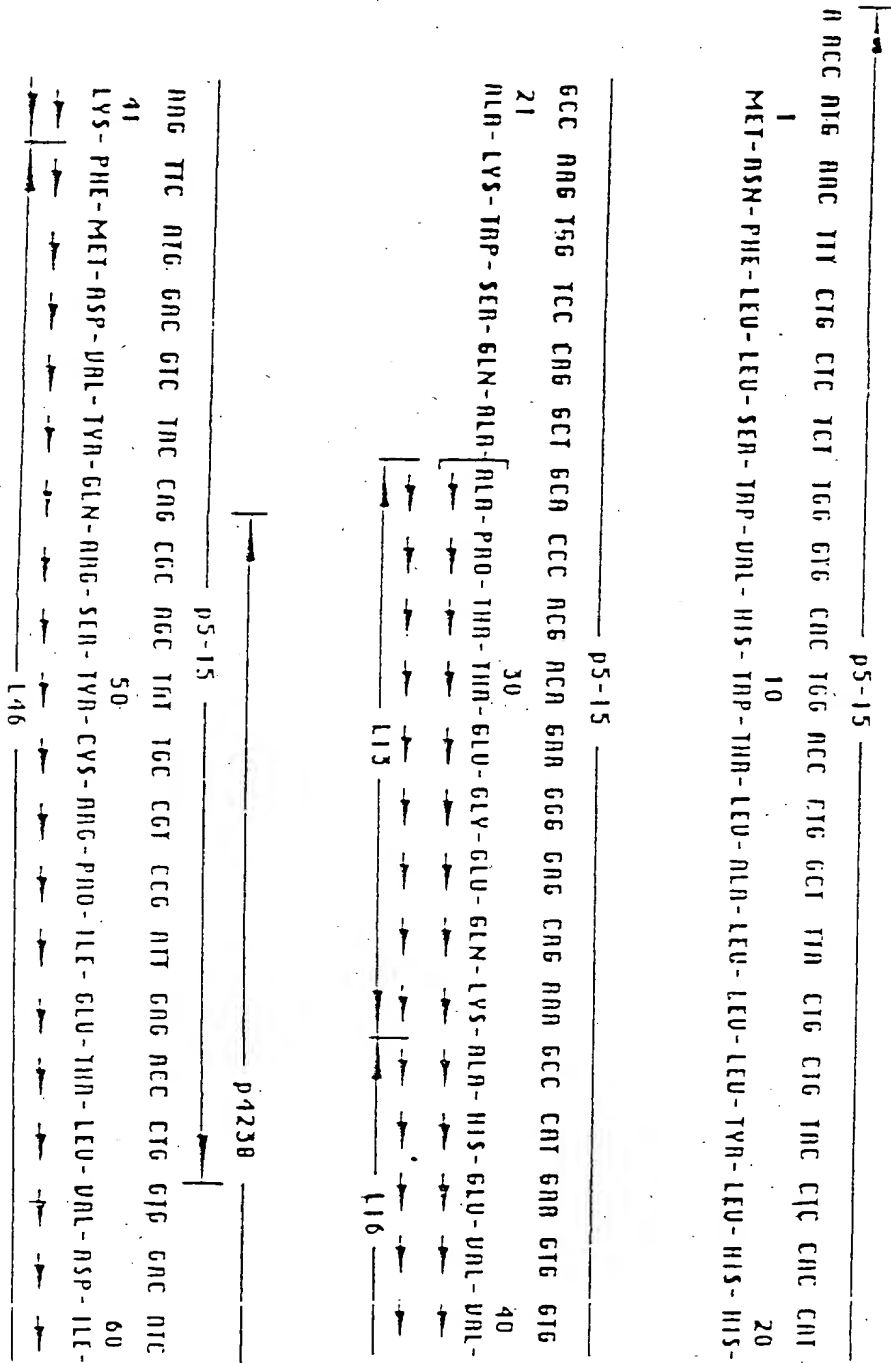 p5-15
A ACC ATG AAC TTT CTG CTC TCT TGG GTG CAC TGG ACC CTG GCT TTA CTG CTG TAC CTC CAC CAT
1 10 20
MET-ASN-PHE-LEU-LEU-SER-TRP-VAL-HIS-TRP-THR-LEU-ALA-LEU-LEU-LEU-TYR-LEU-HIS-HIS-
p5-15
GCC AAG TGG TCC CAG GCT GCA CCC ACG ACA GAA GGG GAG CAG AAA GCC CAT GAA GTG GTG
21 30 40
ALA-LYS-TRP-SER-GLN-ALA-ALA-PRO-THR-THR-GLU-GLY-GLU-GLN-LYS-ALA-HIS-GLU-VAL-VAL-
L13 L16
p4238
p5-15
AAG TTC ATG GAC GTC TAC CAG CGC AGC TAT TGC CGT CCG ATT GAG ACC CTG GTG GAC ATC
41 50 60
LYS-PHE-MET-ASP-VAL-TYR-GLN-ARG-SER-TYR-CYS-ARG-PRO-ILE-GLU-THR-LEU-VAL-ASP-ILE-
L46